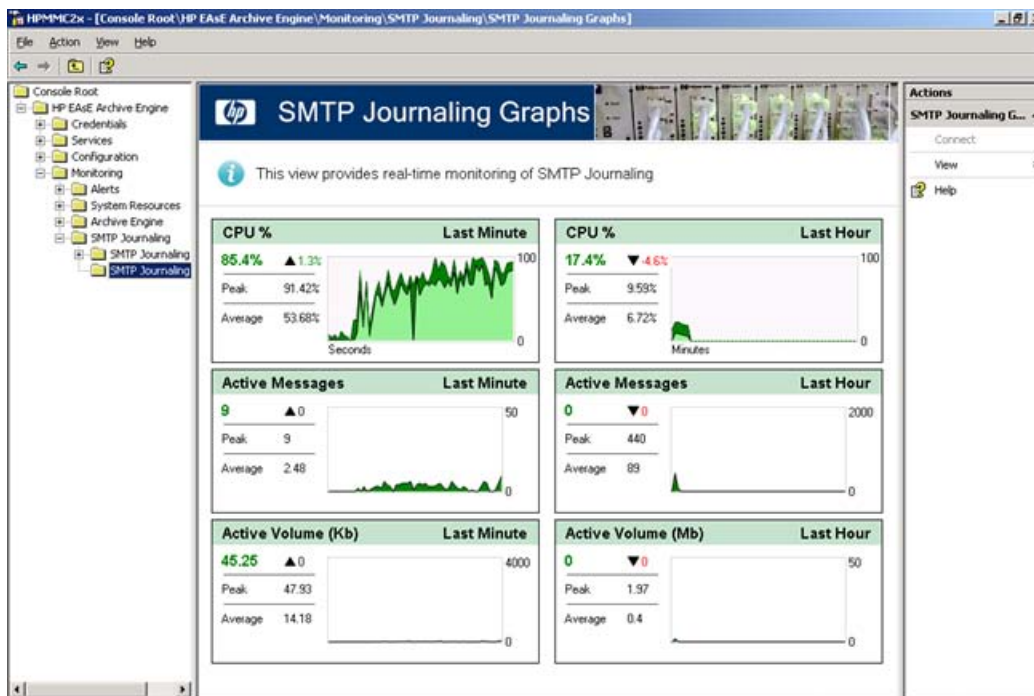 HPMMC2x - [Console Root\HP EAsE Archive Engine\Monitoring\SMTP Journaling\SMTP Journaling Graphs]
File Action View Help
Console Root
HP EAsE Archive Engine
Credentials
Services
Configuration
Monitoring
Alerts
System Resources
Archive Engine
SMTP Journaling
SMTP Journaling
SMTP Journaling
hp SMTP Journaling Graphs
This view provides real-time monitoring of SMTP Journaling
CPU % Last Minute
85.4% ▲1.3% 100
Peak 91.42%
Average 53.68%
Seconds 0
CPU % Last Hour
17.4% ▼-4.6% 100
Peak 9.59%
Average 6.72%
Minutes 0
Active Messages Last Minute
9 ▲0 50
Peak 9
Average 2.48
0
Active Messages Last Hour
0 ▼0 2000
Peak 440
Average 89
0
Active Volume (Kb) Last Minute
45.25 ▲0 4000
Peak 47.93
Average 14.18
0
Active Volume (Mb) Last Hour
0 ▼0 50
Peak 1.97
Average 0.4
0
Actions
SMTP Journaling G...
Connect
View
Help